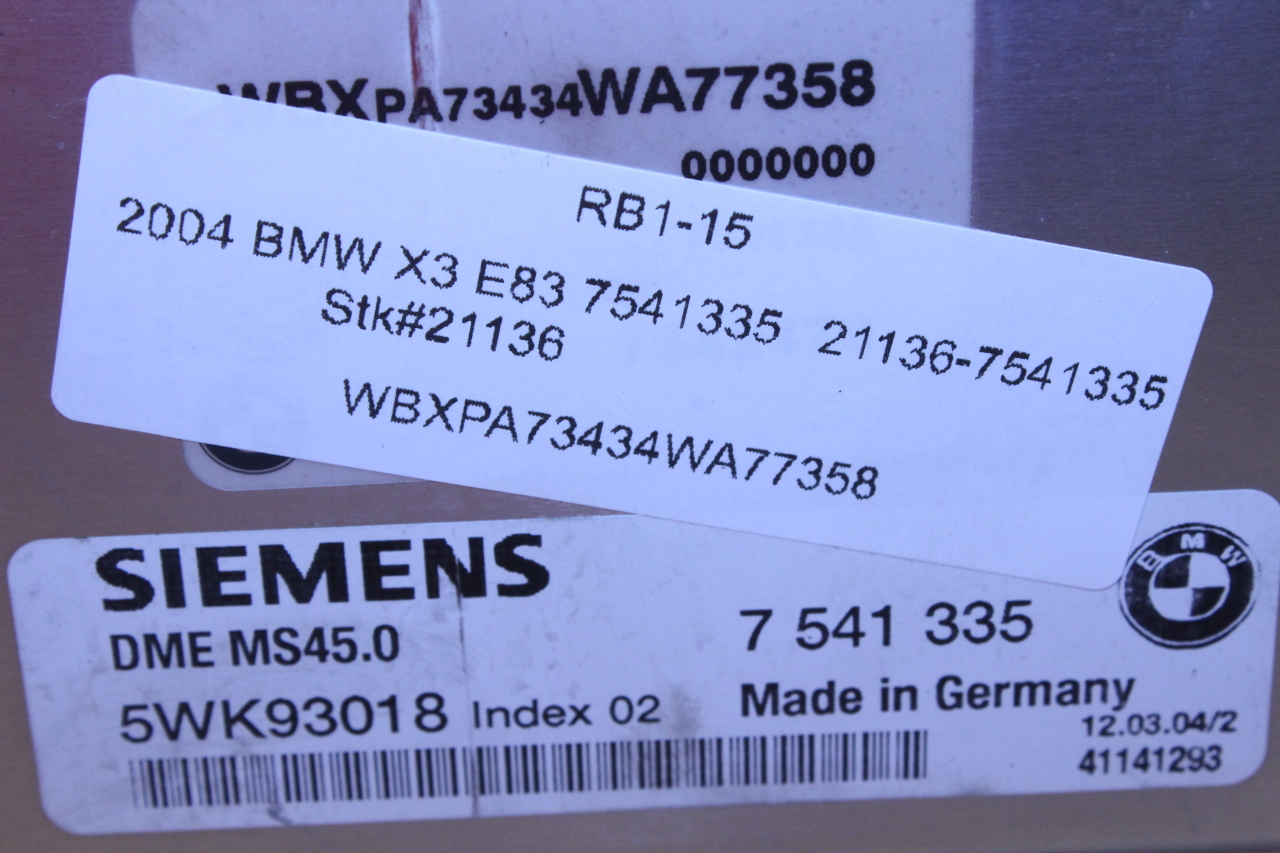 WBXPA73434WA77358
0000000
RB1-15
2004 BMW X3 E83 7541335 21136-7541335
Stk#21136
WBXPA73434WA77358
SIEMENS
DME MS45.0
5WK93018 Index 02
7 541 335
Made in Germany
12.03.04/2
41141293
BMW